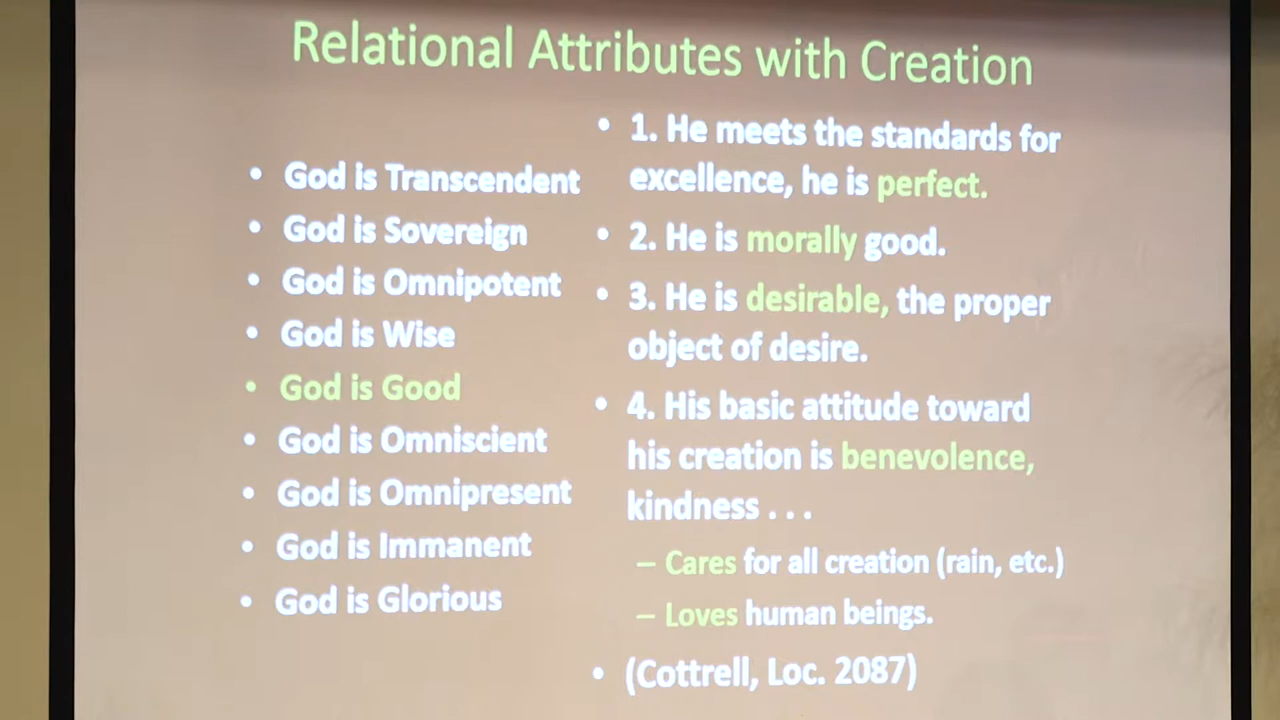 Relational Attributes with Creation
• God is Transcendent
• God is Sovereign
• God is Omnipotent
• God is Wise
• God is Good
• God is Omniscient
• God is Omnipresent
• God is Immanent
• God is Glorious
• 1. He meets the standards for
excellence, he is perfect.
• 2. He is morally good.
• 3. He is desirable, the proper
object of desire.
• 4. His basic attitude toward
his creation is benevolence,
kindness . . .
– Cares for all creation (rain, etc.)
– Loves human beings.
• (Cottrell, Loc. 2087)